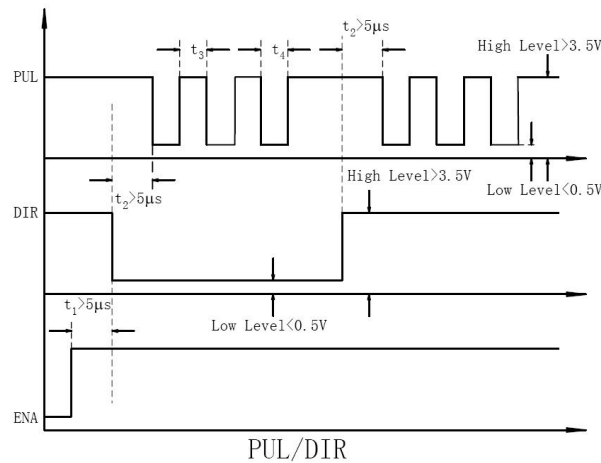 t₂>5μs
t₃
t₄
High Level>3.5V
PUL
High Level>3.5V
Low Level<0.5V
t₂>5μs
DIR
t₁>5μs
Low Level<0.5V
ENA
PUL/DIR